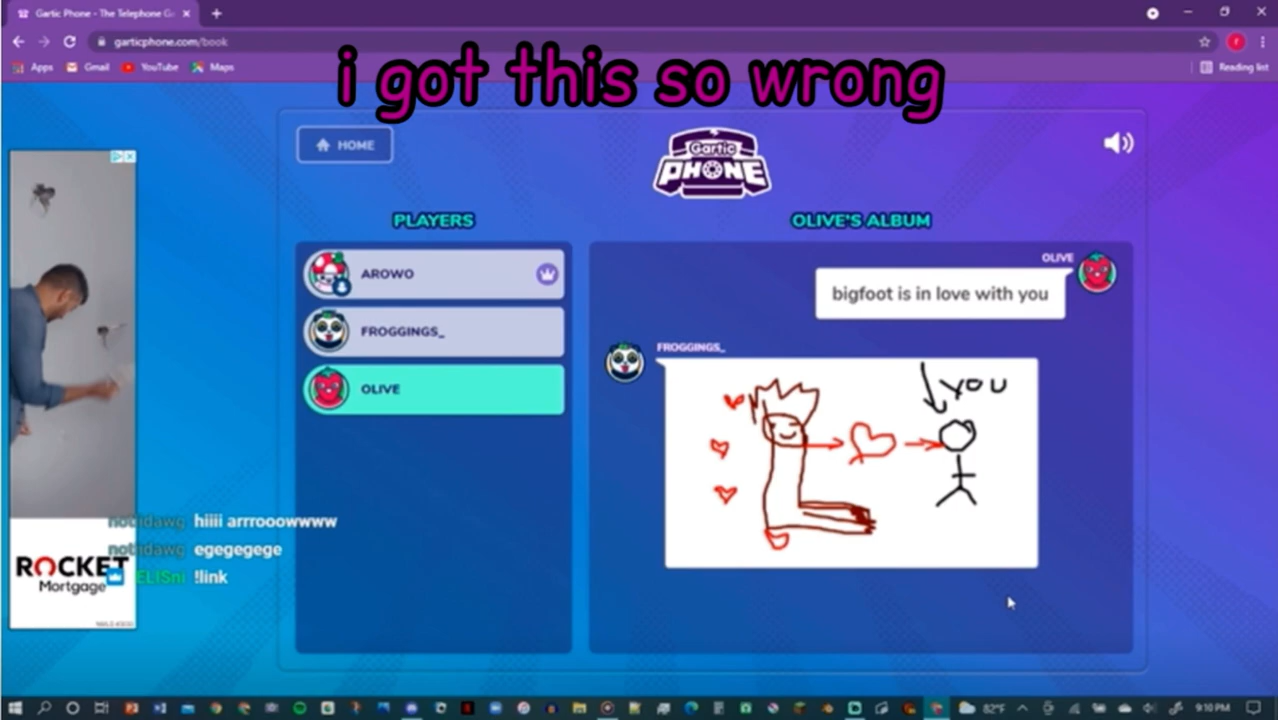 Gartic Phone - The Telephone G
garticphone.com/book
Apps
Gmail
YouTube
Maps
Reading list
i got this so wrong
HOME
Gartic
PHONE
PLAYERS
OLIVE'S ALBUM
AROWO
FROGGINGS_
OLIVE
OLIVE
bigfoot is in love with you
FROGGINGS_
YOU
hiiii arrrooowwww
egegegege
ELISni !link
ROCKET
Mortgage
82°F
9:10 PM